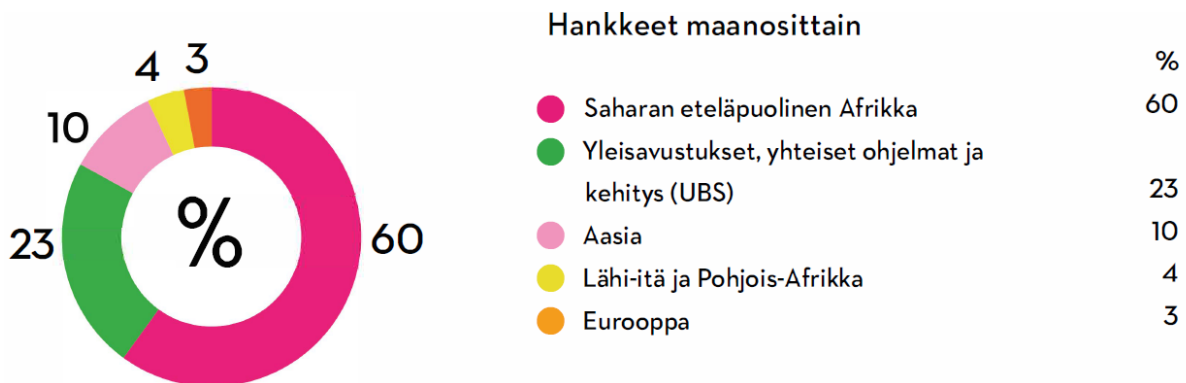 Hankkeet maanosittain
%
Saharan eteläpuolinen Afrikka 60
Yleisavustukset, yhteiset ohjelmat ja
kehitys (UBS) 23
Aasia 10
Lähi-itä ja Pohjois-Afrikka 4
Eurooppa 3
3
4
10
23
60
%